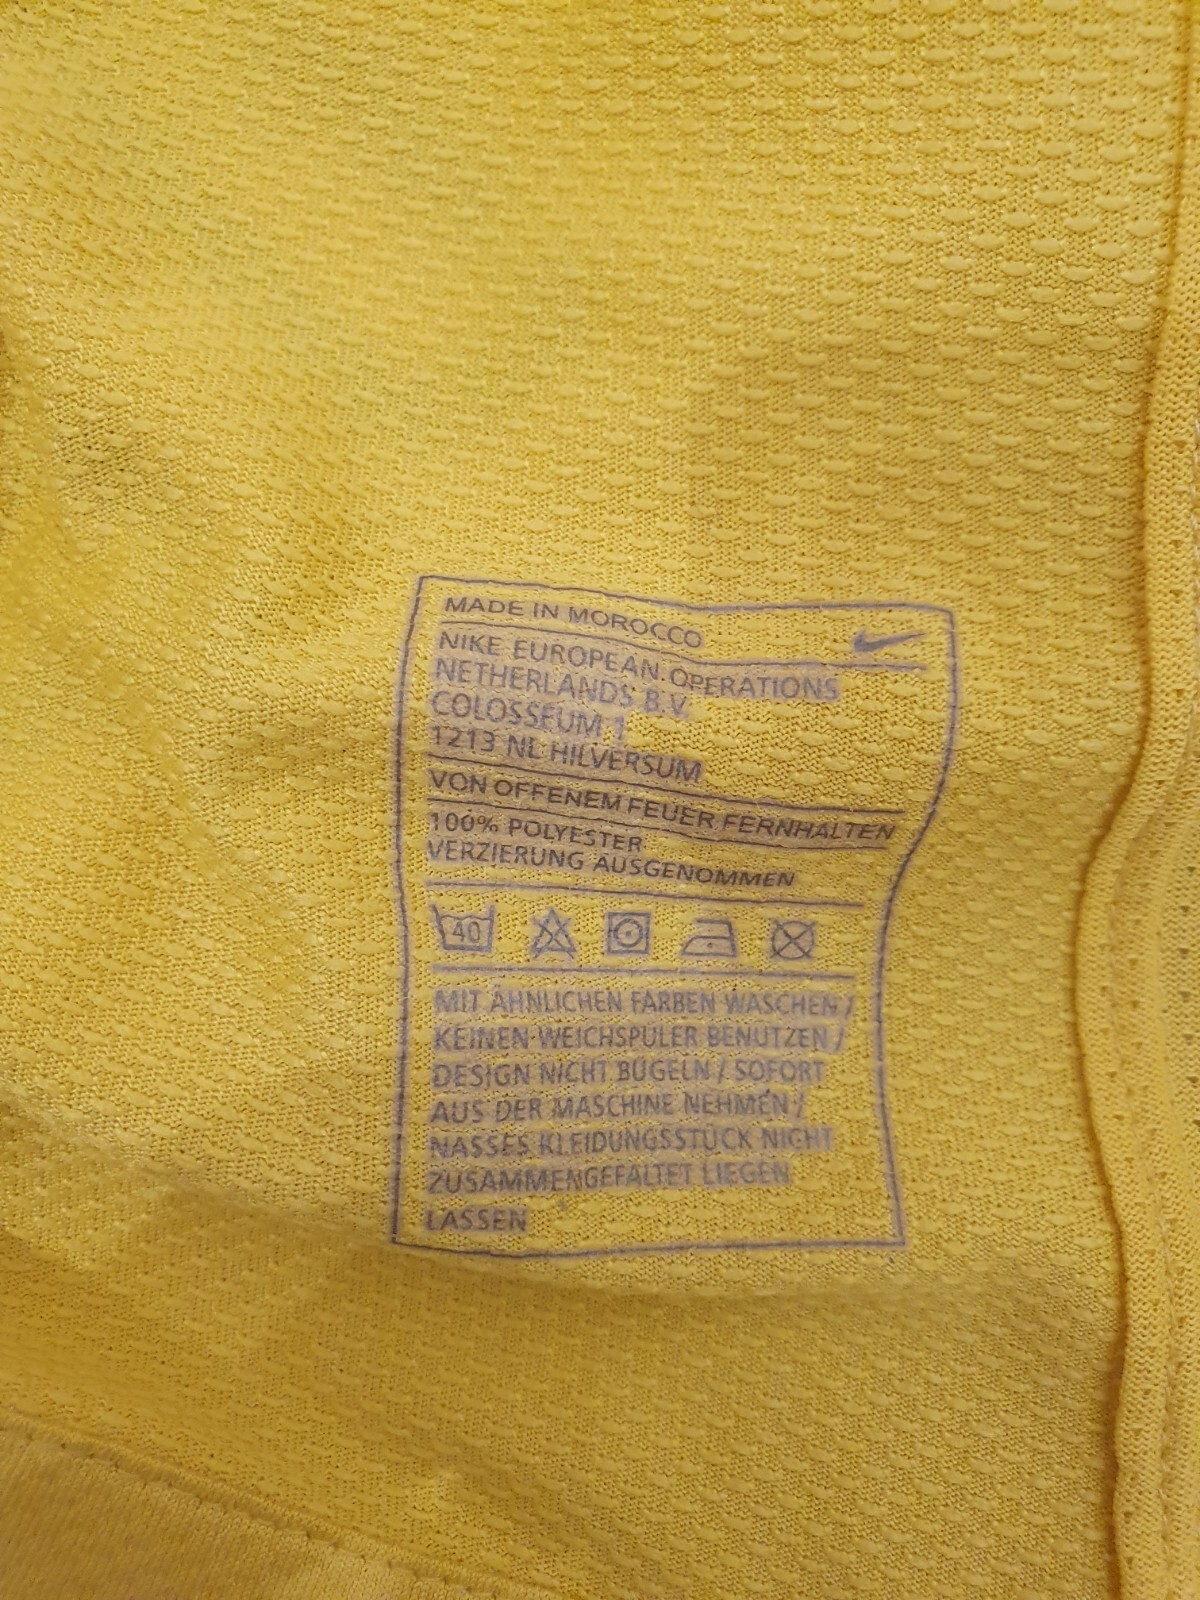 MADE IN MOROCCO
NIKE EUROPEAN OPERATIONS
NETHERLANDS B.V.
COLOSSEUM 1
1213 NL HILVERSUM
VON OFFENEM FEUER FERNHALTEN
100% POLYESTER
VERZIERUNG AUSGENOMMEN
40
MIT ÄHNLICHEN FARBEN WASCHEN /
KEINEN WEICHSPÜLER BENUTZEN /
DESIGN NICHT BÜGELN / SOFORT
AUS DER MASCHINE NEHMEN /
NASSES KLEIDUNGSSTÜCK NICHT
ZUSAMMENGEFALTET LIEGEN
LASSEN